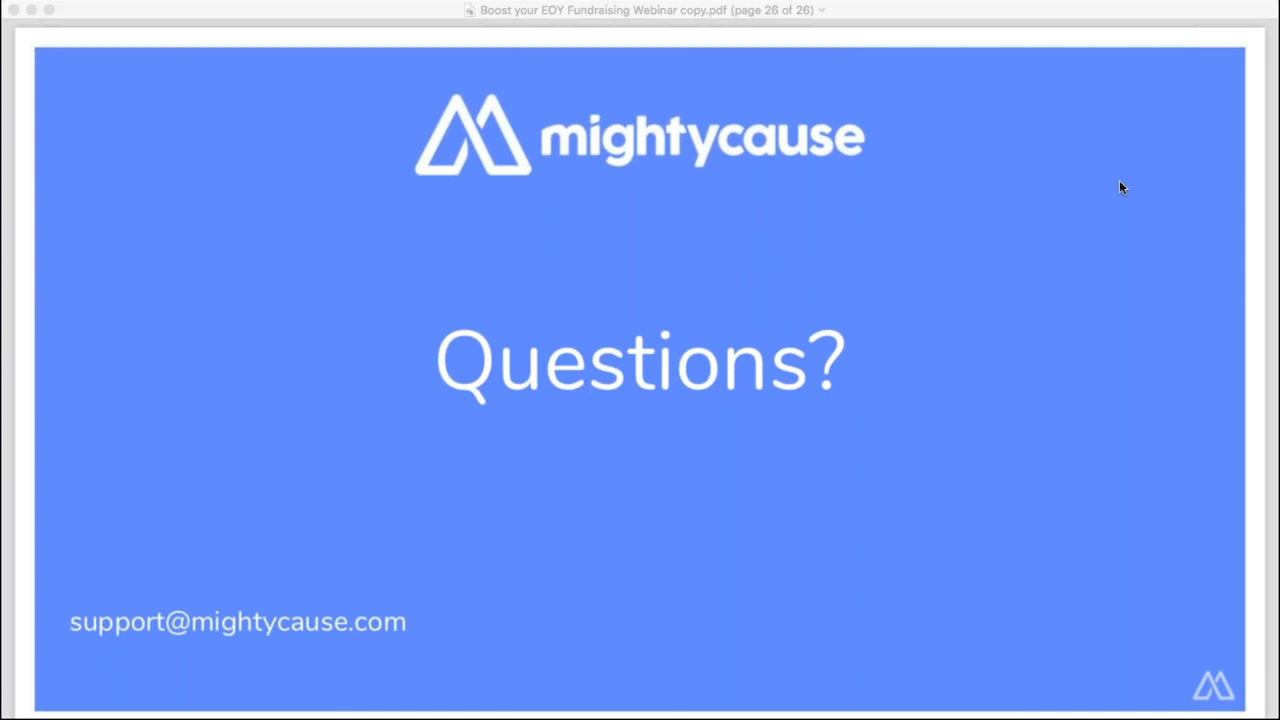 Boost your EOY Fundraising Webinar copy.pdf (page 26 of 26)
mightycause
Questions?
support@mightycause.com